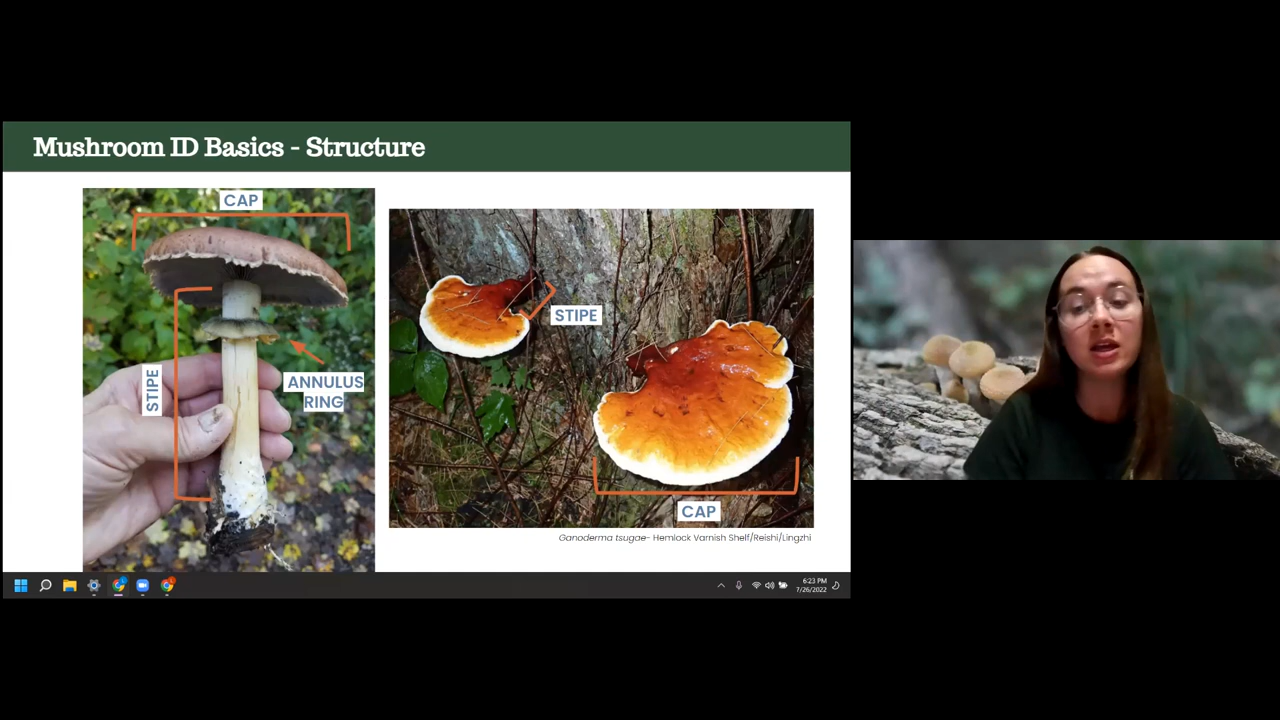 Mushroom ID Basics - Structure
CAP
STIPE
ANNULUS
RING
STIPE
CAP
Ganoderma tsugae- Hemlock Varnish Shelf/Reishi/Lingzhi
6:23 PM
7/26/2022